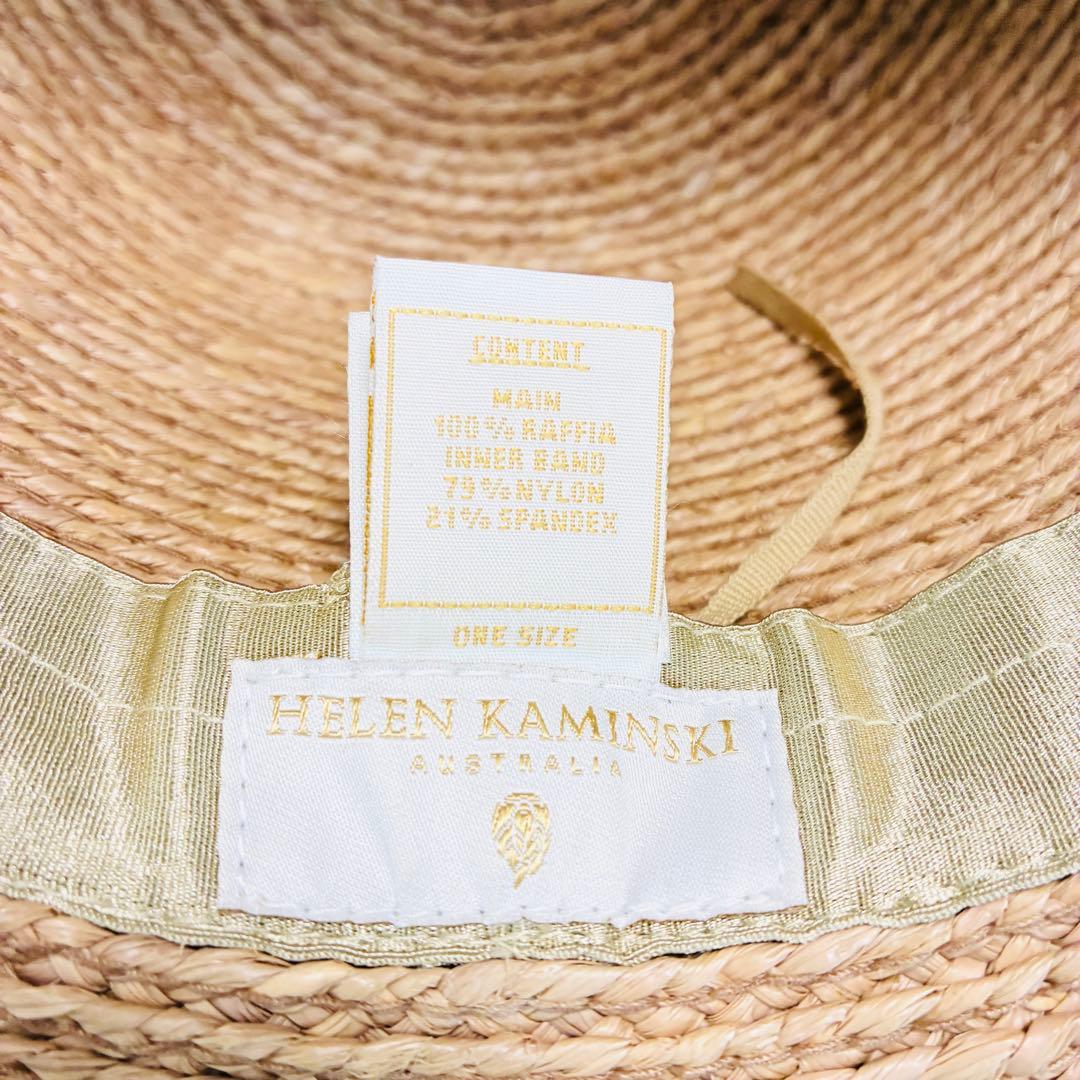 CONTENT
MAIN
100% RAFFIA
INNER BAND
79% NYLON
21% SPANDEX
ONE SIZE
HELEN KAMINSKI
AUSTRALIA